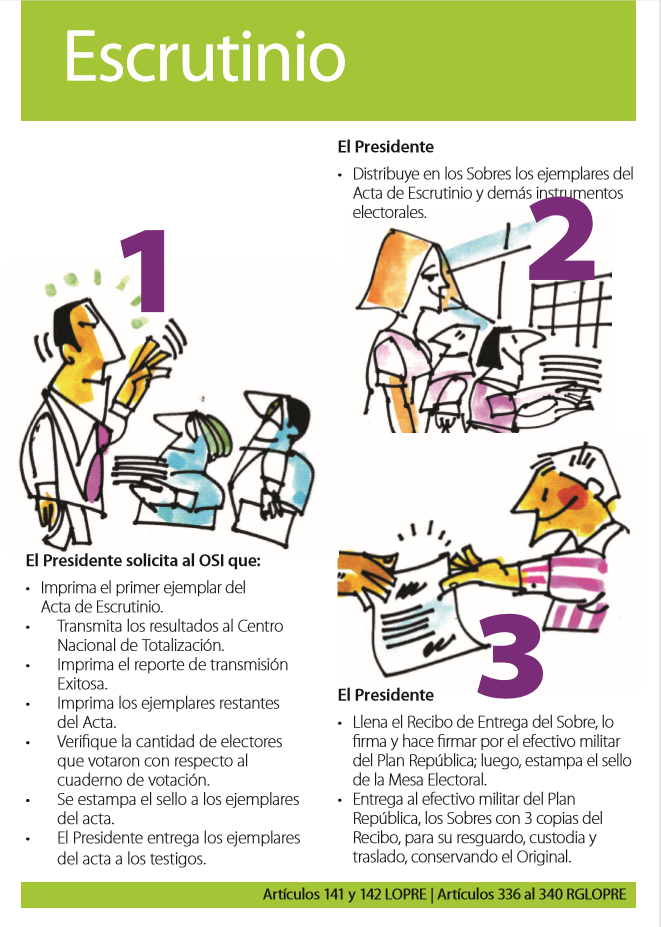 Escrutinio
1
El Presidente solicita al OSI que:
• Imprima el primer ejemplar del
Acta de Escrutinio.
• Transmita los resultados al Centro
Nacional de Totalización.
• Imprima el reporte de transmisión
Exitosa.
• Imprima los ejemplares restantes
del Acta.
• Verifique la cantidad de electores
que votaron con respecto al
cuaderno de votación.
• Se estampa el sello a los ejemplares
del acta.
• El Presidente entrega los ejemplares
del acta a los testigos.
El Presidente
• Distribuye en los Sobres los ejemplares del
Acta de Escrutinio y demás instrumentos
electorales.
2
3
El Presidente
• Llena el Recibo de Entrega del Sobre, lo
firma y hace firmar por el efectivo militar
del Plan República; luego, estampa el sello
de la Mesa Electoral.
• Entrega al efectivo militar del Plan
República, los Sobres con 3 copias del
Recibo, para su resguardo, custodia y
traslado, conservando el Original.
Artículos 141 y 142 LOPRE | Artículos 336 al 340 RGLOPRE